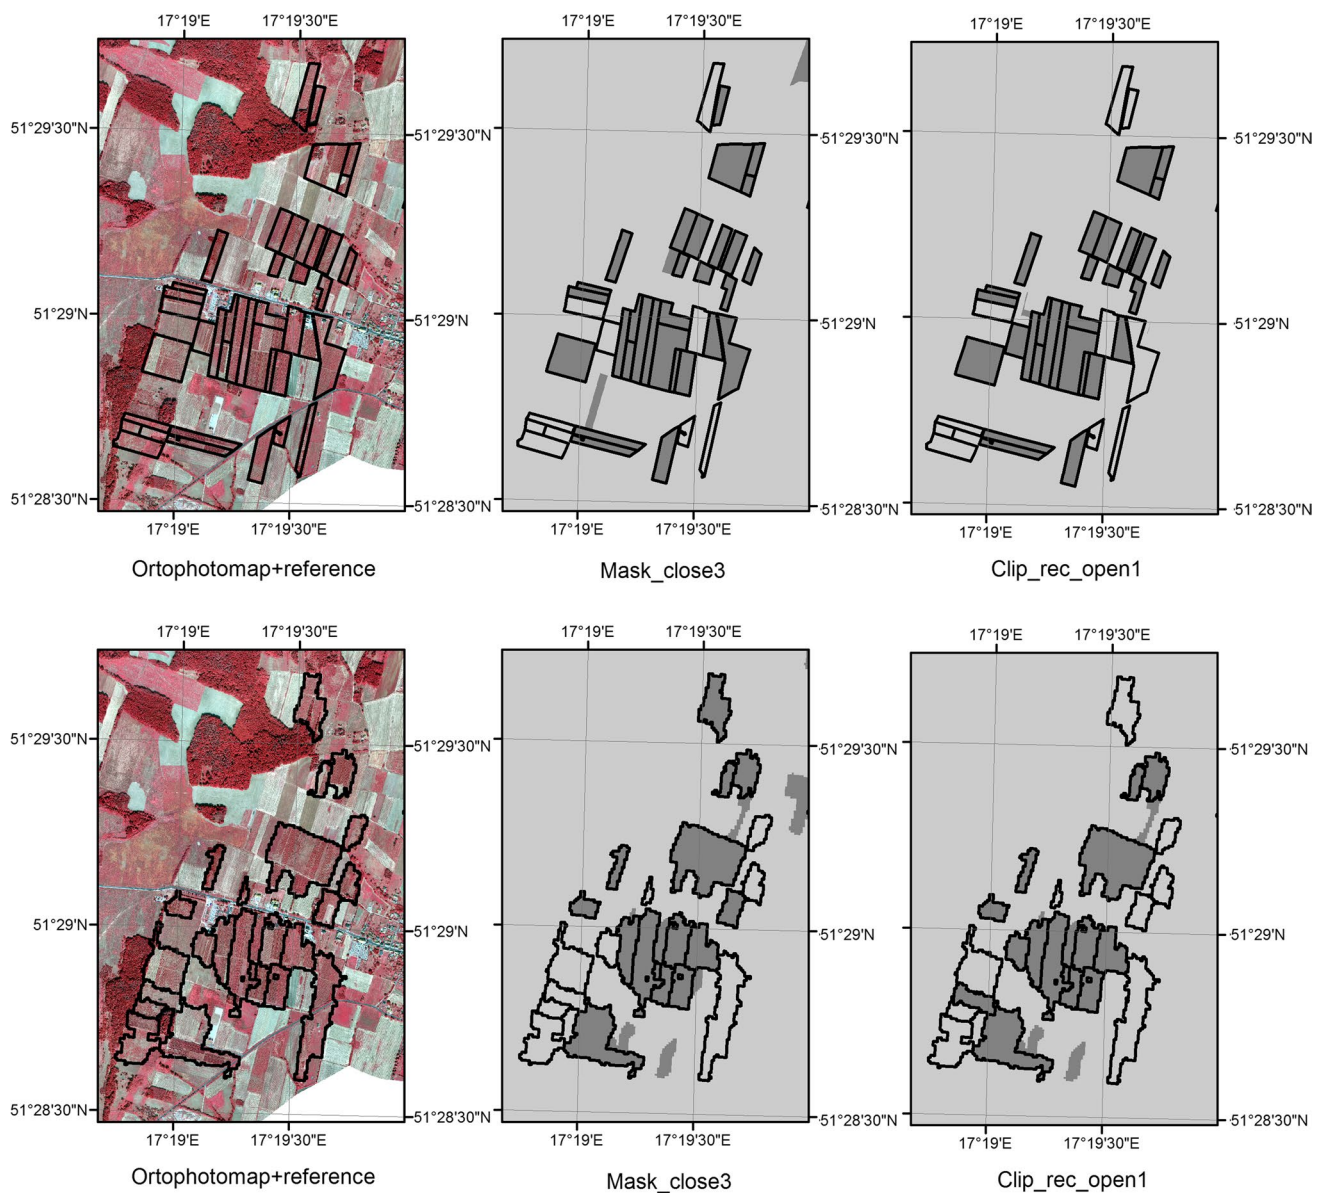 17°19'E 17°19'30"E 17°19'E 17°19'30"E 17°19'E 17°19'30"E
51°29'30"N 51°29'30"N 51°29'30"N
51°29'N 51°29'N 51°29'N
51°28'30"N 51°28'30"N 51°28'30"N
17°19'E 17°19'30"E 17°19'E 17°19'30"E 17°19'E 17°19'30"E
Ortophotomap+reference Mask_close3 Clip_rec_open1
17°19'E 17°19'30"E 17°19'E 17°19'30"E 17°19'E 17°19'30"E
51°29'30"N 51°29'30"N 51°29'30"N
51°29'N 51°29'N 51°29'N
51°28'30"N 51°28'30"N 51°28'30"N
17°19'E 17°19'30"E 17°19'E 17°19'30"E 17°19'E 17°19'30"E
Ortophotomap+reference Mask_close3 Clip_rec_open1